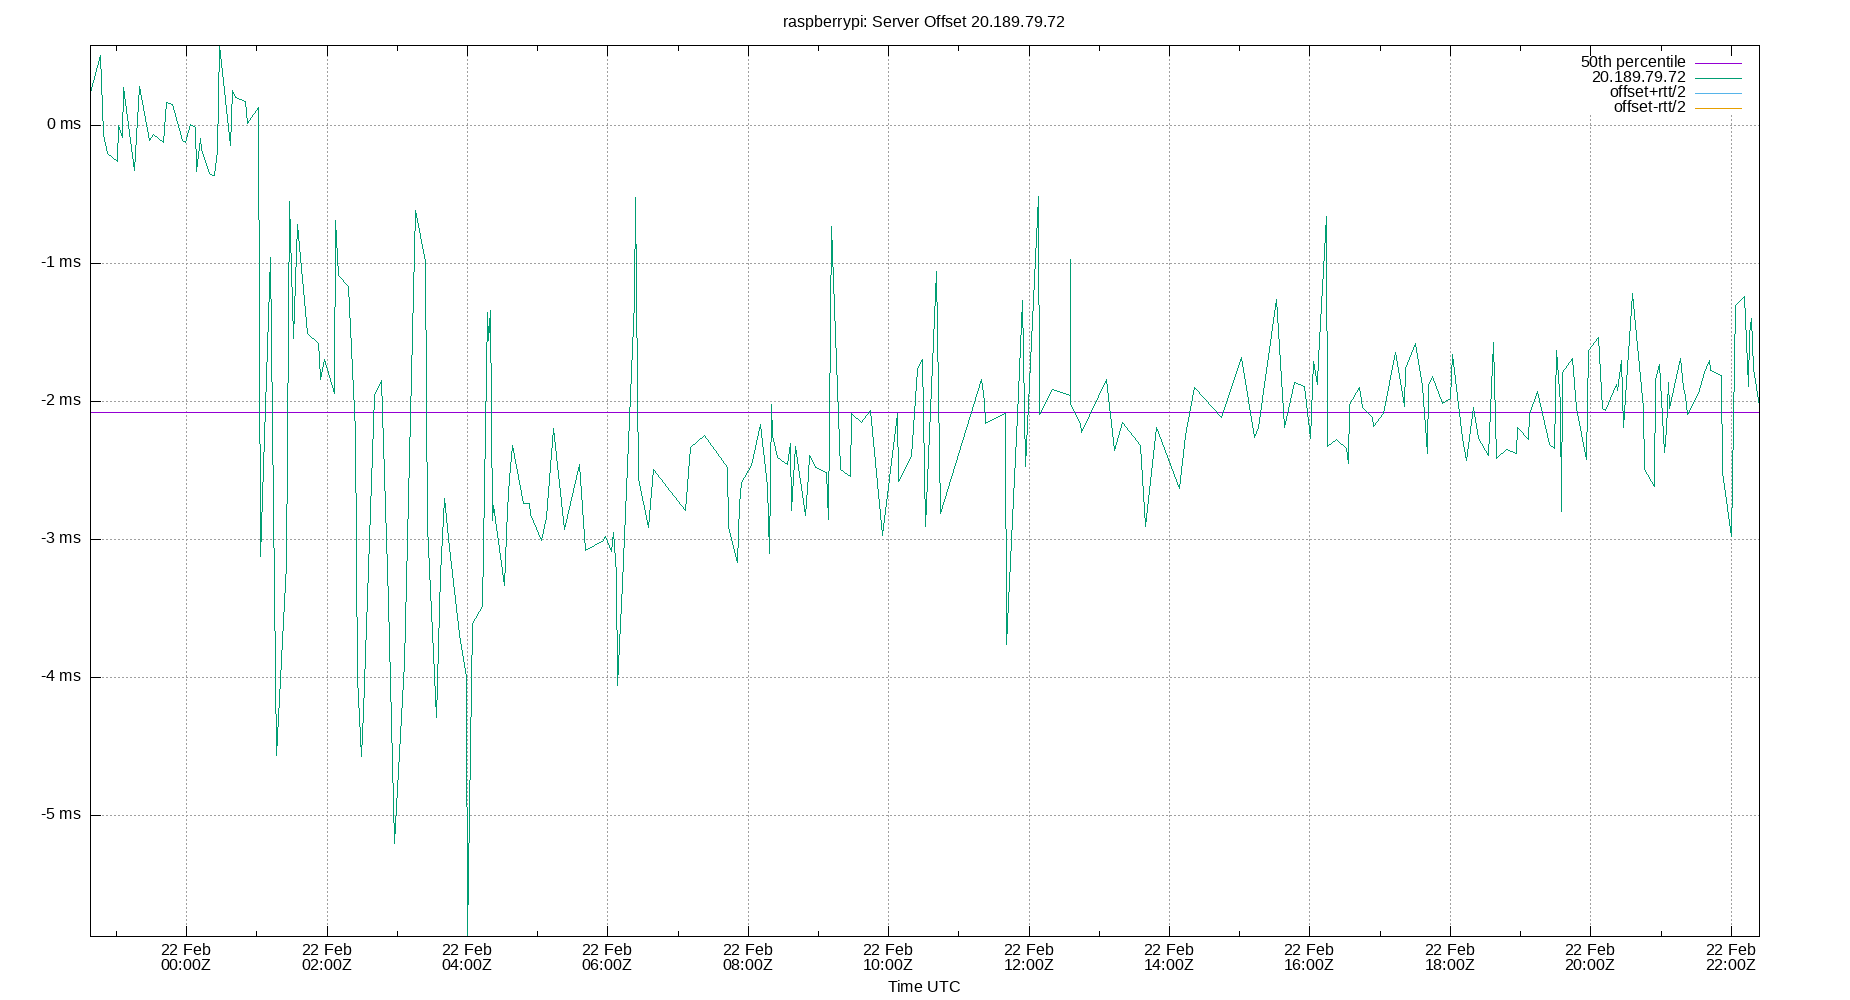 raspberrypi: Server Offset 20.189.79.72
50th percentile
20.189.79.72
offset+rtt/2
offset-rtt/2
0 ms
-1 ms
-2 ms
-3 ms
-4 ms
-5 ms
22 Feb 22 Feb 22 Feb 22 Feb 22 Feb 22 Feb 22 Feb 22 Feb 22 Feb 22 Feb 22 Feb 22 Feb
00:00Z 02:00Z 04:00Z 06:00Z 08:00Z 10:00Z 12:00Z 14:00Z 16:00Z 18:00Z 20:00Z 22:00Z
Time UTC